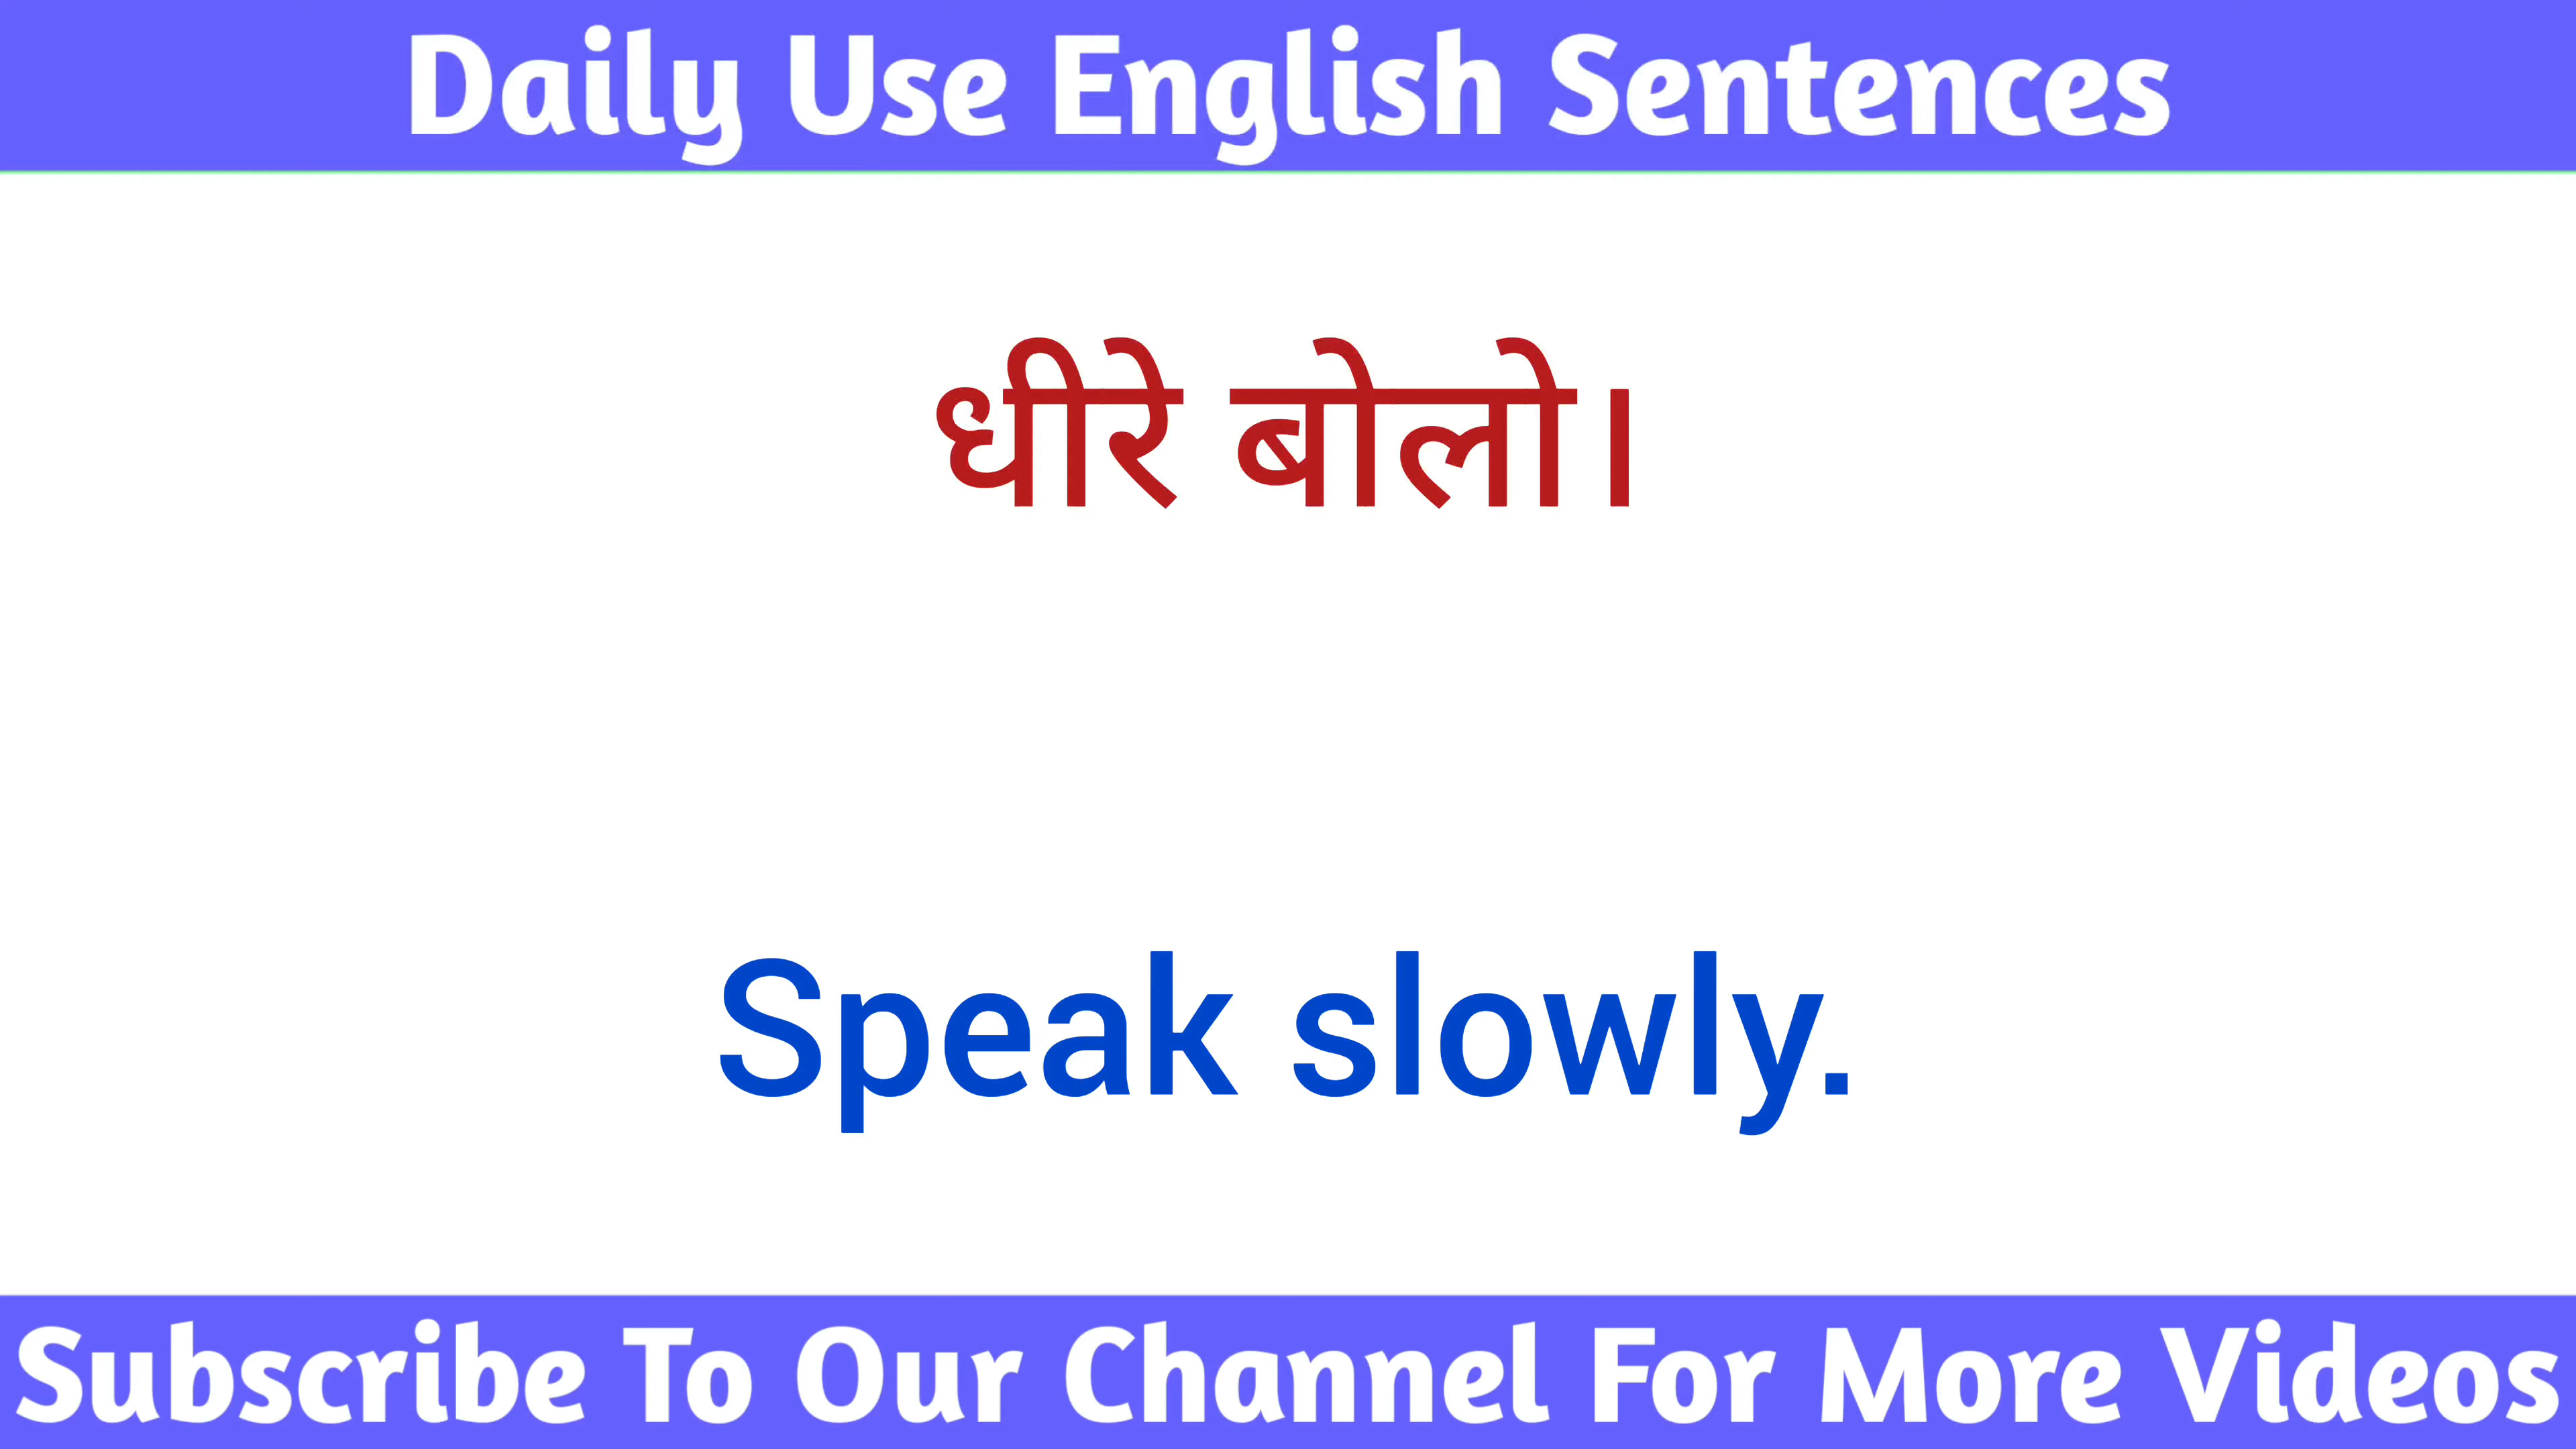 Daily Use English Sentences
धीरे बोलो।
Speak slowly.
Subscribe To Our Channel For More Videos